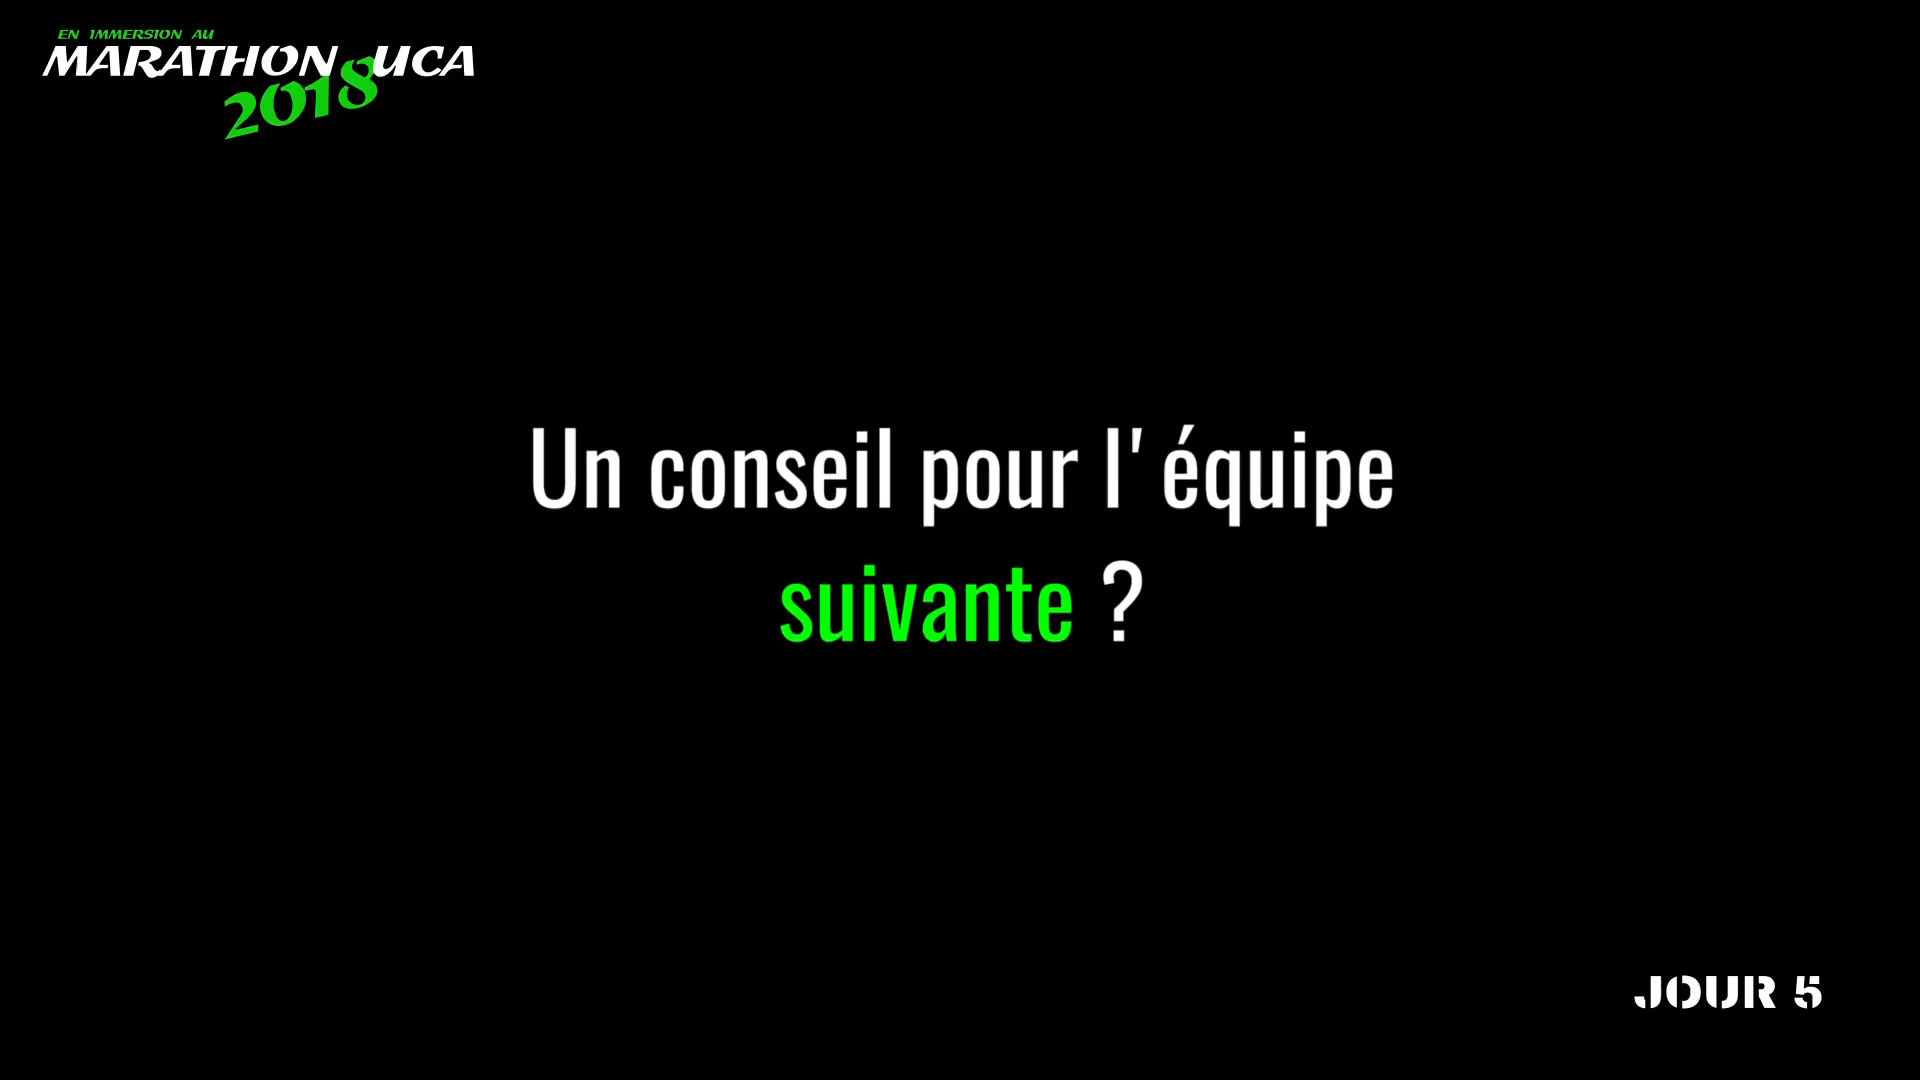 EN IMMERSION AU
MARATHON UCA
2018
Un conseil pour l'équipe
suivante ?
JOUR 5